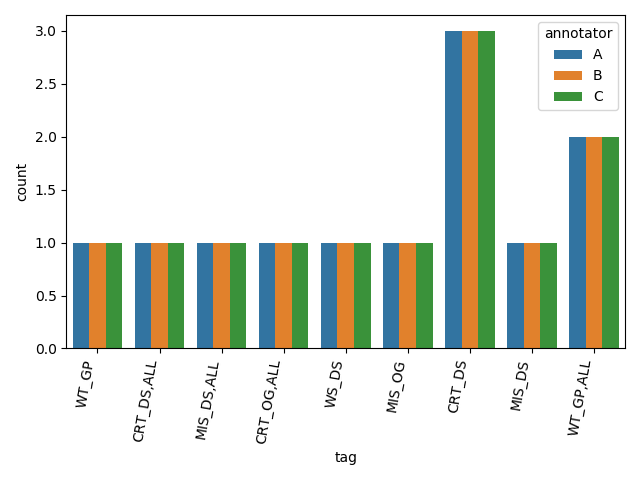 annotator
A
B
C
3.0
2.5
2.0
1.5
1.0
0.5
0.0
count
WT_GP
CRT_DS,ALL
MIS_DS,ALL
CRT_OG,ALL
WS_DS
MIS_OG
CRT_DS
MIS_DS
WT_GP,ALL
tag